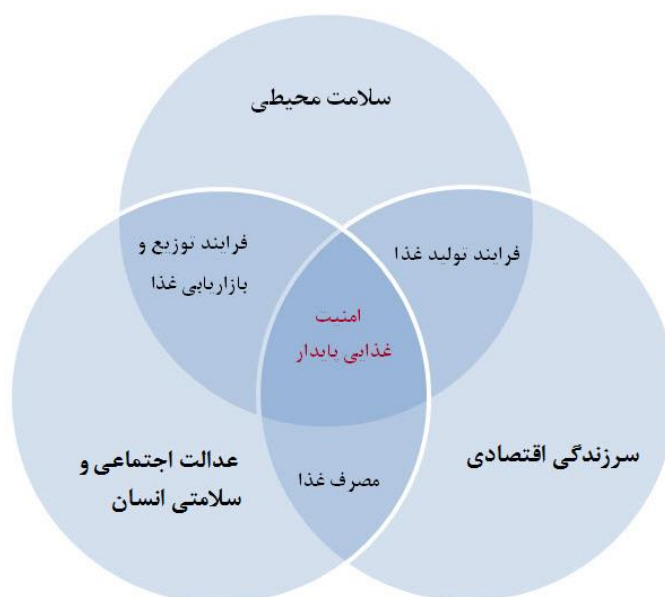 سلامت محیطی
فرایند تولید غذا
فرایند توزیع و
بازاریابی غذا
امنیت
غذایی پایدار
سرزندگی اقتصادی
عدالت اجتماعی و
سلامتی انسان
مصرف غذا